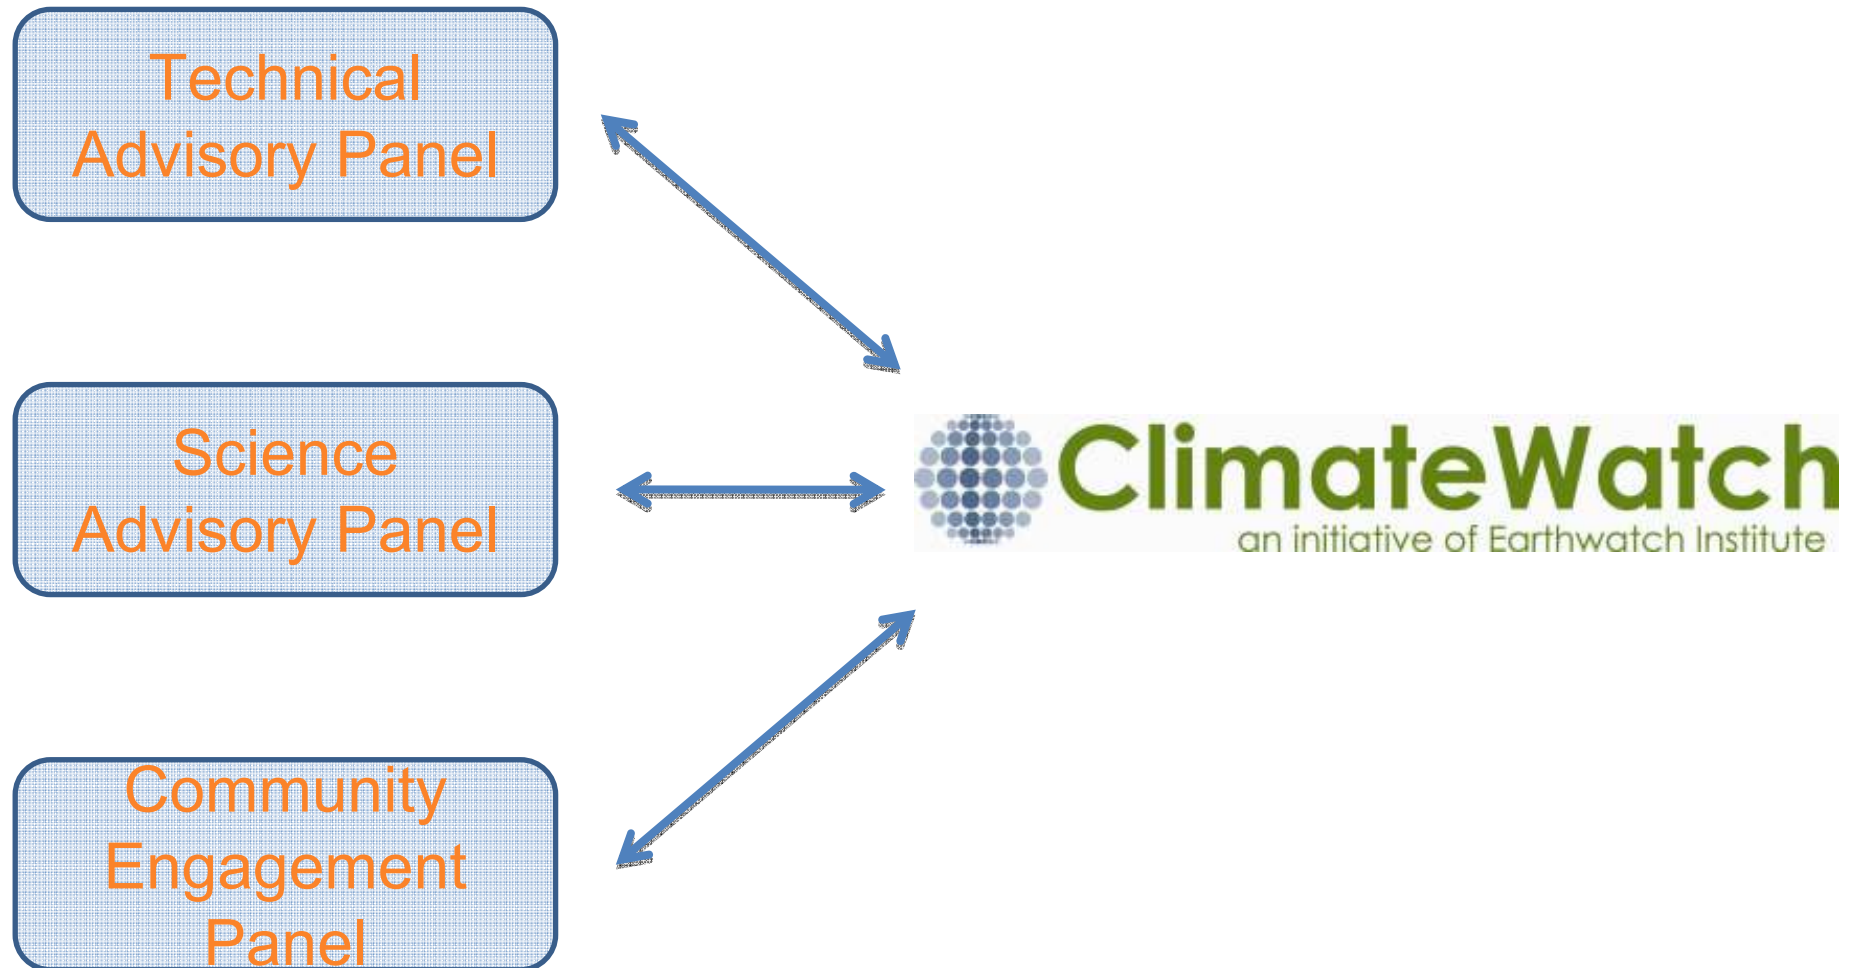 Technical
Advisory Panel
Science
Advisory Panel
ClimateWatch
an initiative of Earthwatch Institute
Community
Engagement
Panel